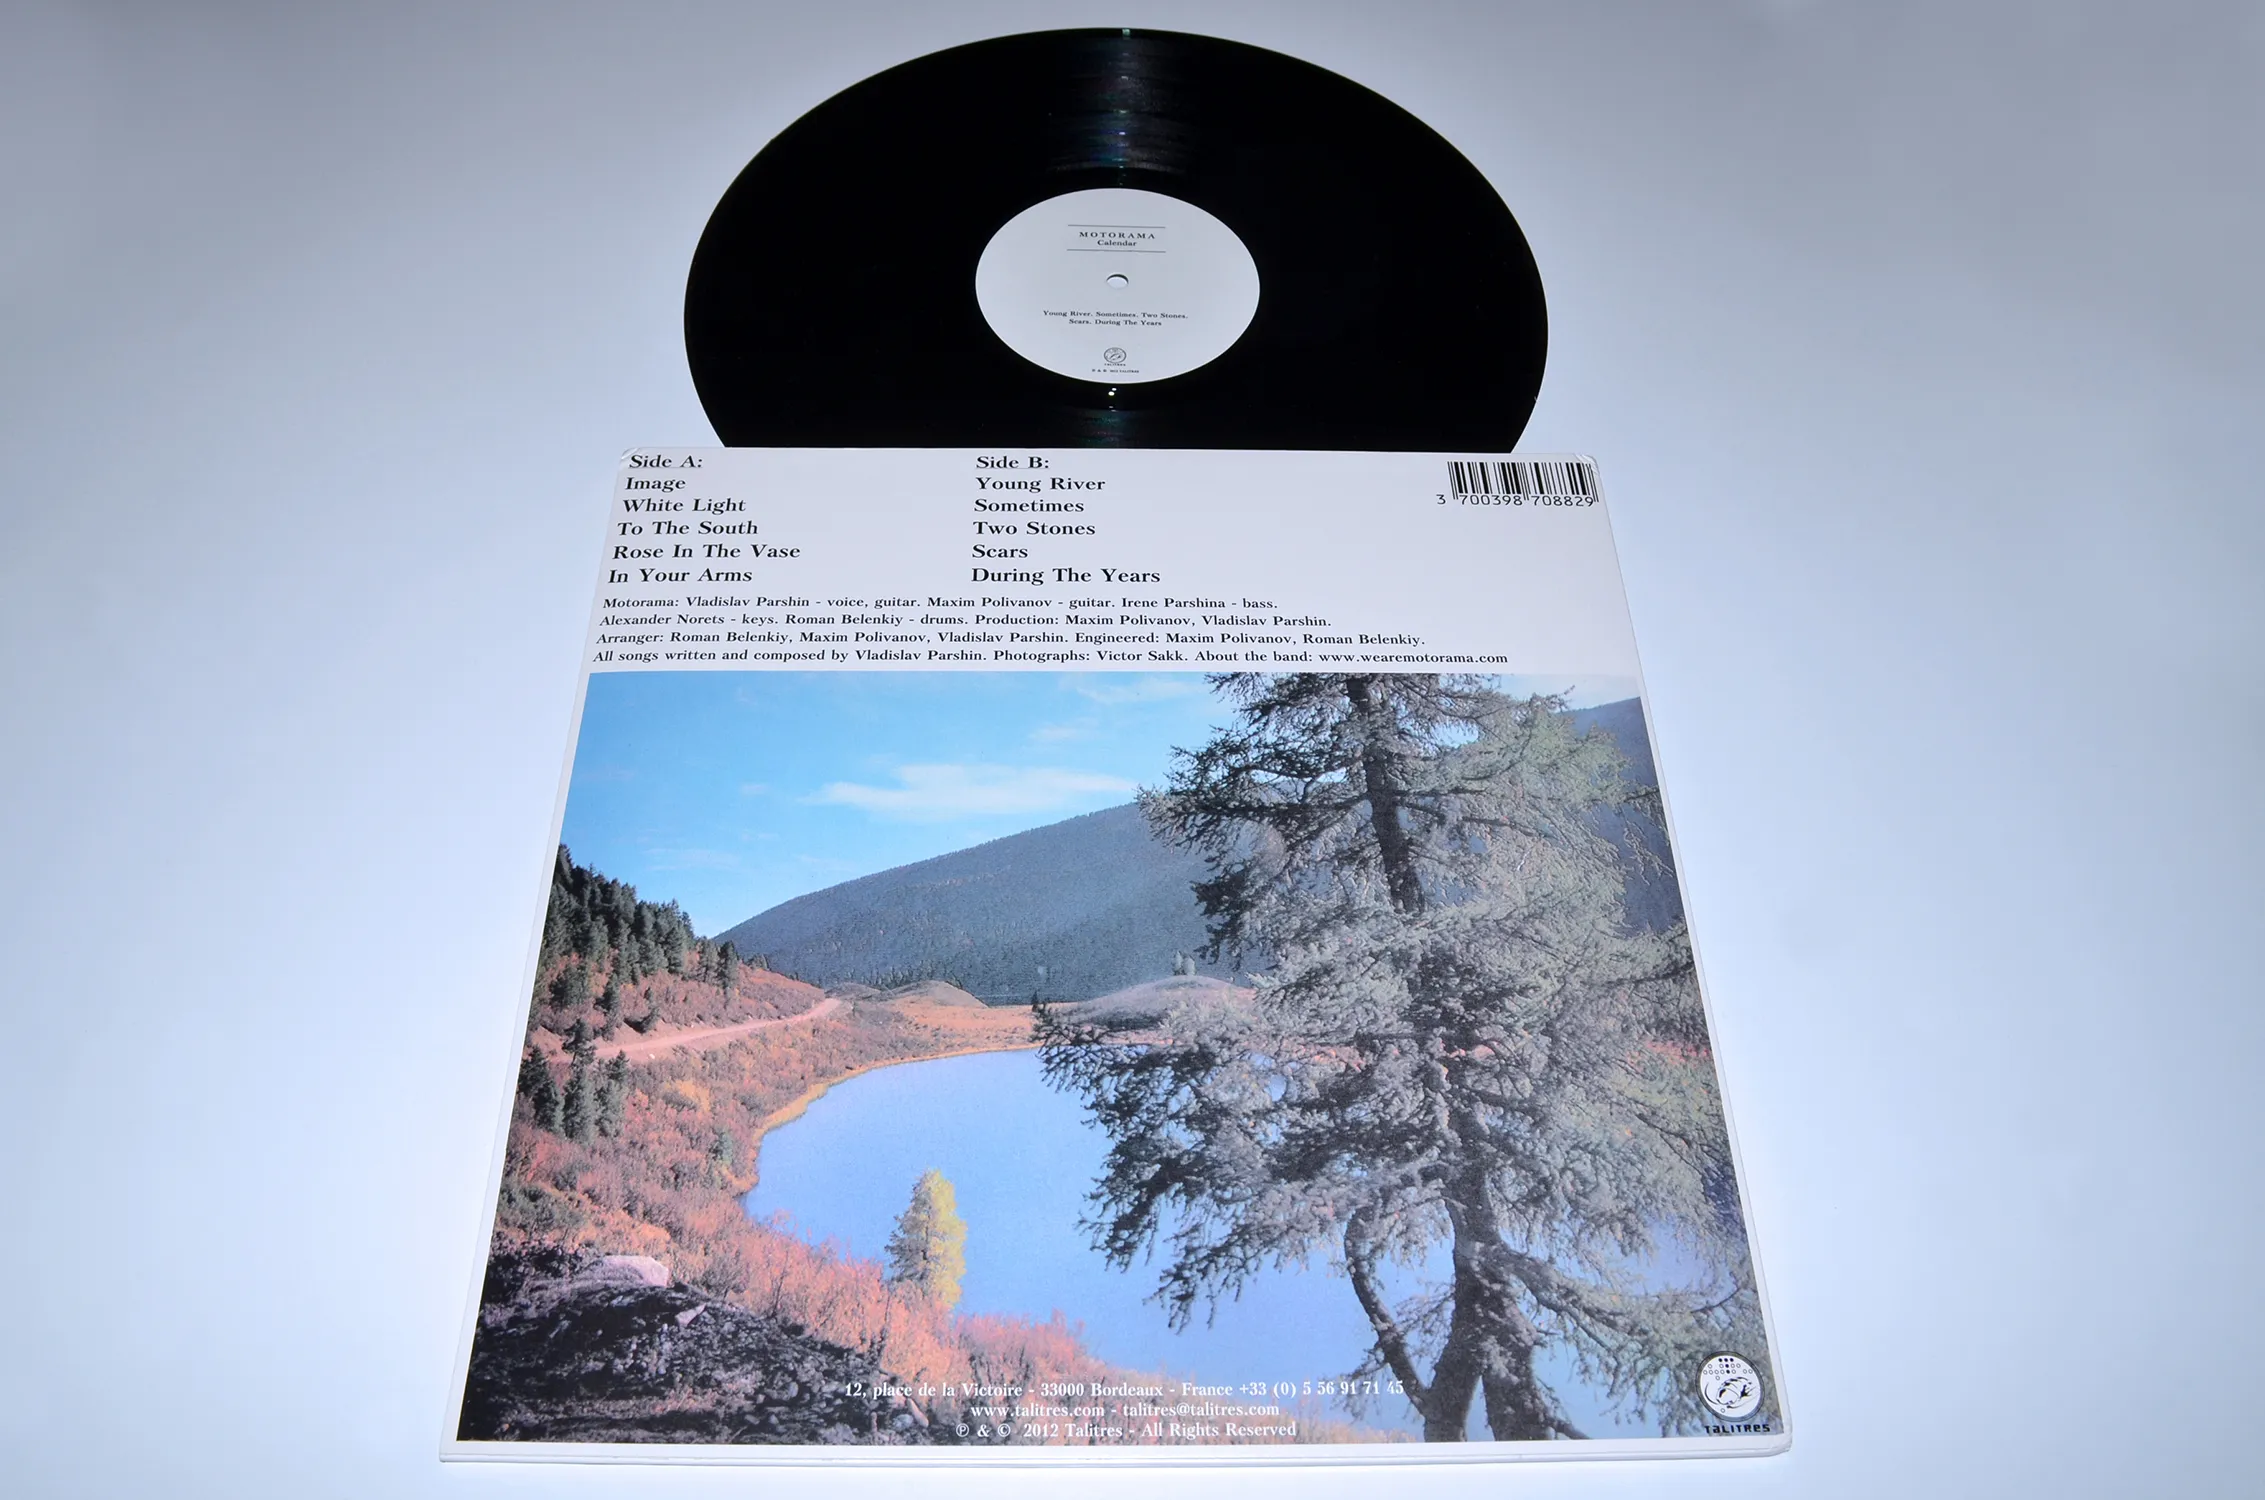 MOTORAMA
Calendar
Young River. Sometimes. Two Stones.
Scars. During The Years
TALITRES
Side A:
Image
White Light
To The South
Rose In The Vase
In Your Arms
Side B:
Young River
Sometimes
Two Stones
Scars
During The Years
3 700398 708829
Motorama: Vladislav Parshin - voice, guitar. Maxim Polivanov - guitar. Irene Parshina - bass.
Alexander Norets - keys. Roman Belenkiy - drums. Production: Maxim Polivanov, Vladislav Parshin.
Arranger: Roman Belenkiy, Maxim Polivanov, Vladislav Parshin. Engineered: Maxim Polivanov, Roman Belenkiy.
All songs written and composed by Vladislav Parshin. Photographs: Victor Sakk. About the band: www.wearemotorama.com
12, place de la Victoire - 33000 Bordeaux - France +33 (0) 5 56 91 71 45
www.talitres.com - talitres@talitres.com
℗ & © 2012 Talitres - All Rights Reserved
TALITRES